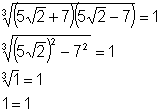 ∛((5√2+7)(5√2−7)) = 1
∛((5√2)² − 7²) = 1
∛1 = 1
1 = 1